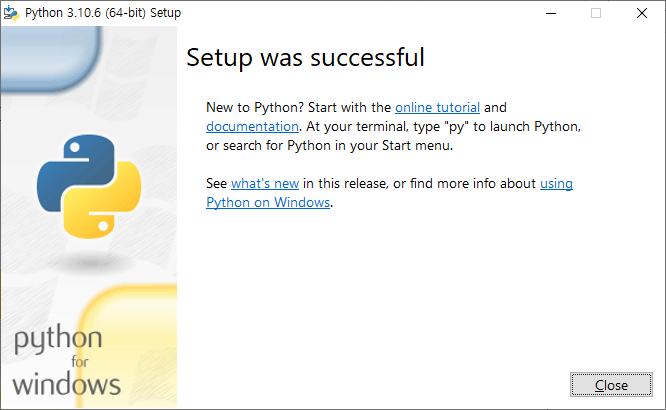 Python 3.10.6 (64-bit) Setup
Setup was successful
New to Python? Start with the online tutorial and
documentation. At your terminal, type "py" to launch Python,
or search for Python in your Start menu.
See what's new in this release, or find more info about using
Python on Windows.
python
for
windows
Close